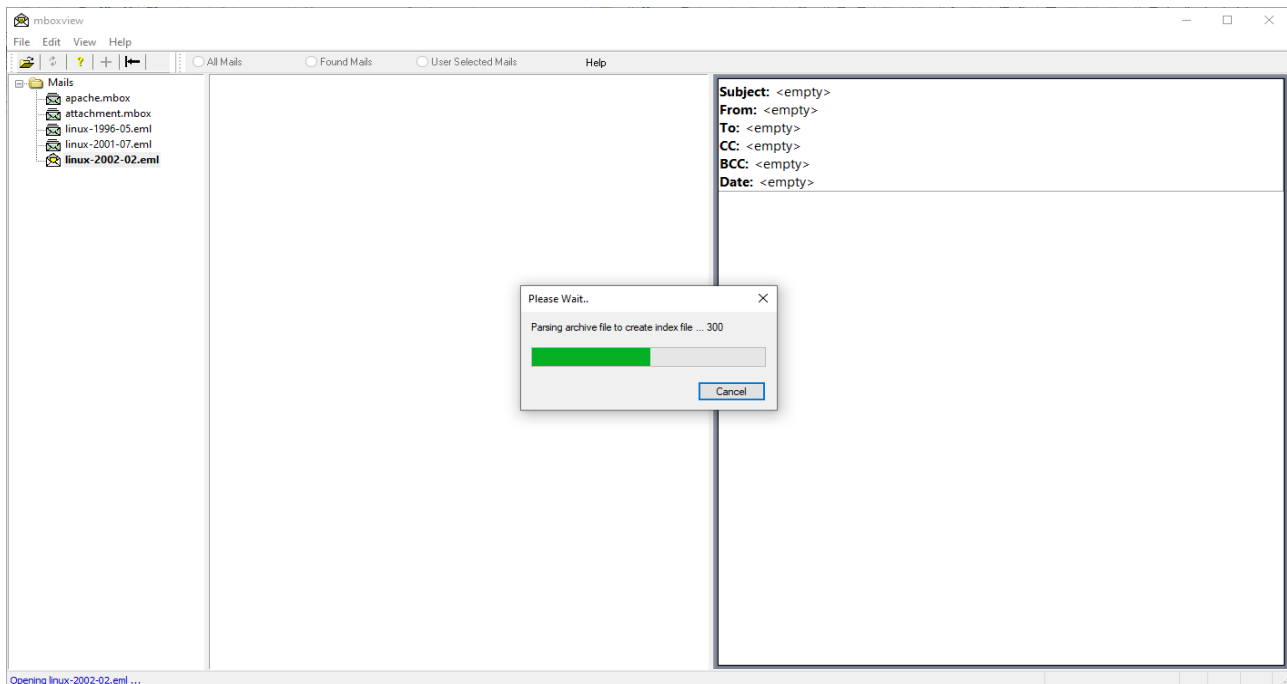 mboxview
File Edit View Help
All Mails Found Mails User Selected Mails Help
Mails
apache.mbox
attachment.mbox
linux-1996-05.eml
linux-2001-07.eml
linux-2002-02.eml
Subject: <empty>
From: <empty>
To: <empty>
CC: <empty>
BCC: <empty>
Date: <empty>
Please Wait..
Parsing archive file to create index file ... 300
Cancel
Opening linux-2002-02.eml ...